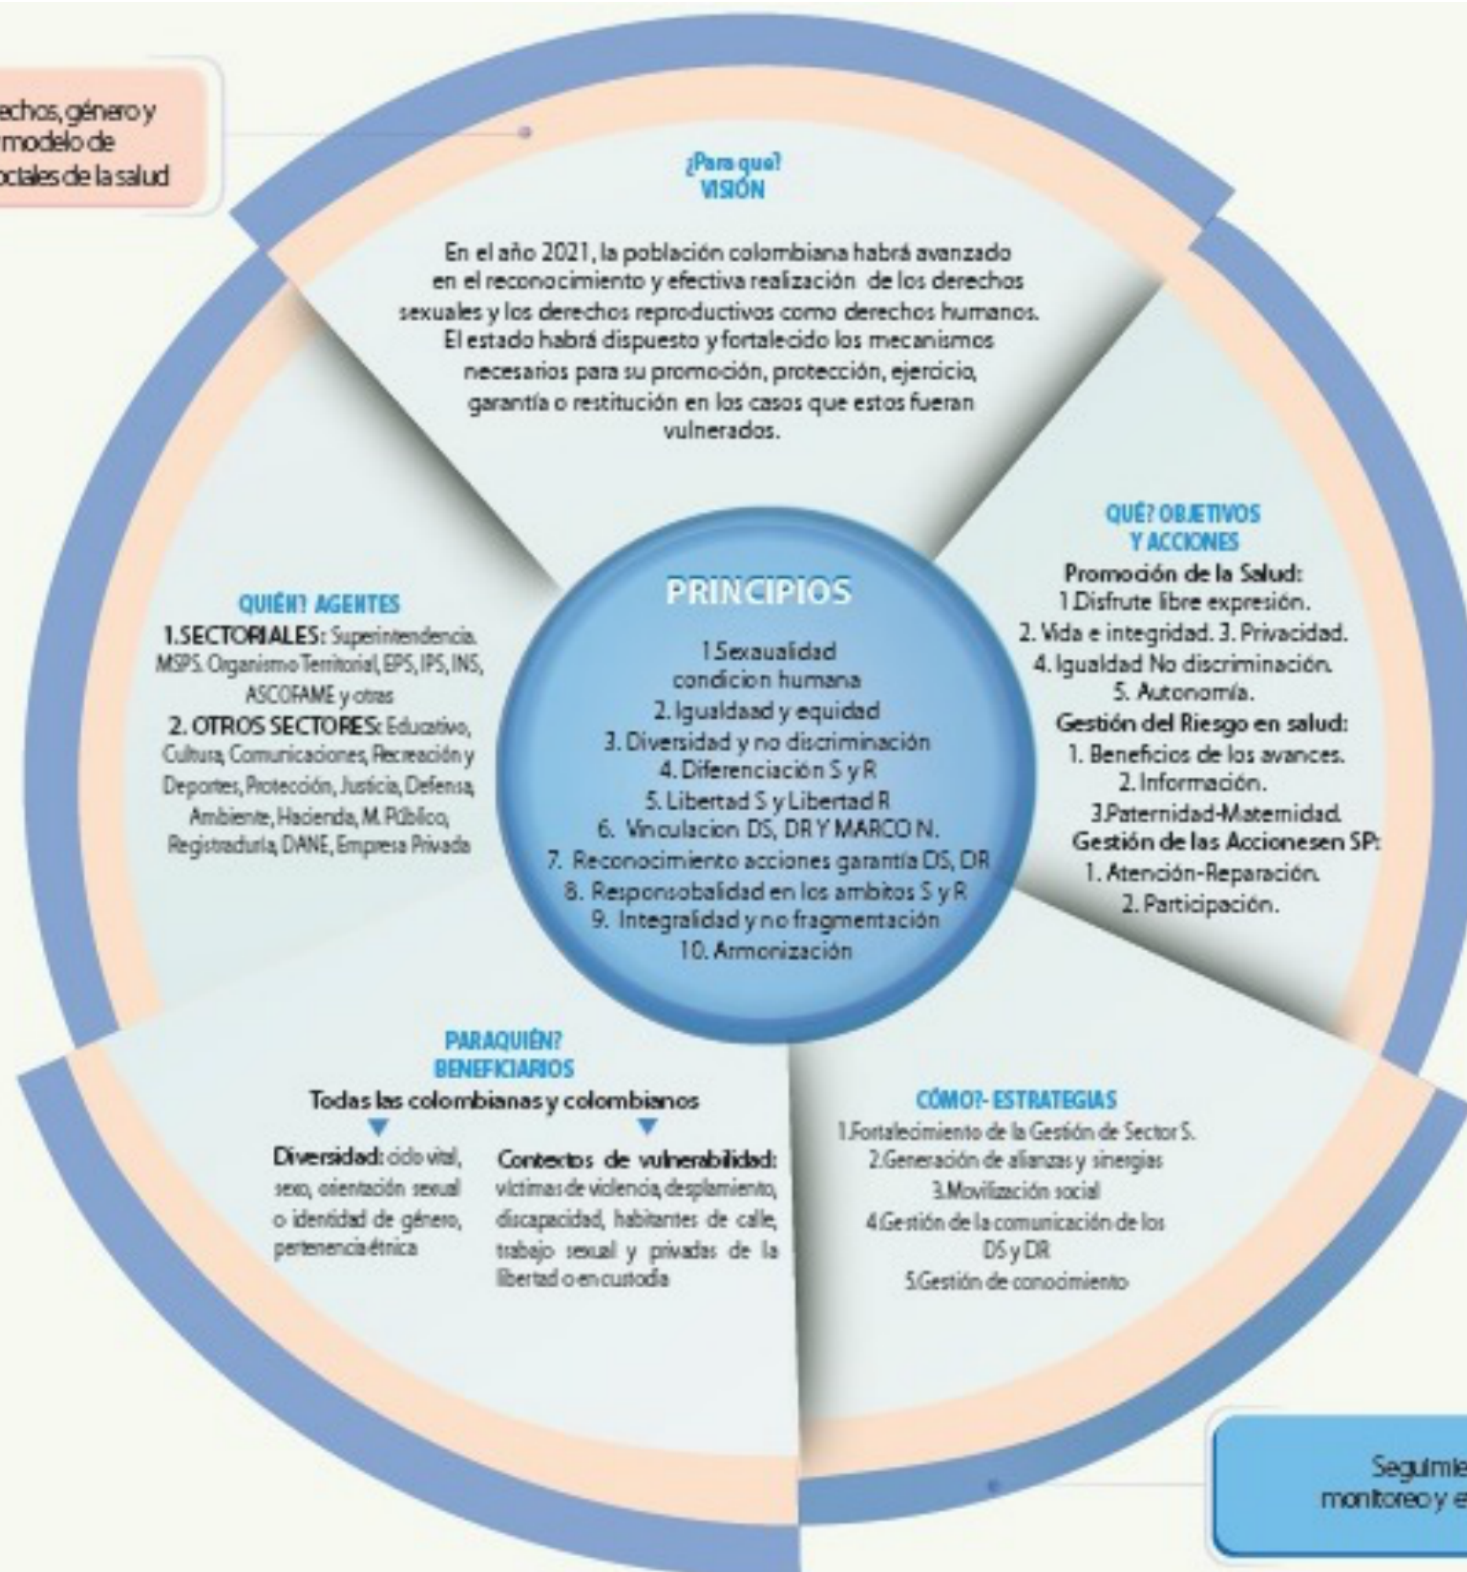 echos, género y
modelo de
ociales de la salud
¿Para que?
VISIÓN
En el año 2021, la población colombiana habrá avanzado
en el reconocimiento y efectiva realización de los derechos
sexuales y los derechos reproductivos como derechos humanos.
El estado habrá dispuesto y fortalecido los mecanismos
necesarios para su promoción, protección, ejercicio,
garantía o restitución en los casos que estos fueran
vulnerados.
QUÉ? OBJETIVOS
Y ACCIONES
Promoción de la Salud:
1.Disfrute libre expresión.
2. Vida e integridad. 3. Privacidad.
4. Igualdad No discriminación.
5. Autonomía.
Gestión del Riesgo en salud:
1. Beneficios de los avances.
2. Información.
3.Paternidad-Maternidad.
Gestión de las Accionesen SP:
1. Atención-Reparación.
2. Participación.
CÓMO?- ESTRATEGIAS
1.Fortalecimiento de la Gestión de Sector S.
2.Generación de alianzas y sinergias
3.Movilización social
4.Gestión de la comunicación de los
DS y DR
5.Gestión de conocimiento
PARAQUIÉN?
BENEFICIARIOS
Todas las colombianas y colombianos
Diversidad: ciclo vital,
sexo, orientación sexual
o identidad de género,
pertenencia étnica
Contextos de vulnerabilidad:
víctimas de violencia, desplamiento,
discapacidad, habitantes de calle,
trabajo sexual y privadas de la
libertad o en custodia
QUIÉN? AGENTES
1.SECTORIALES: Superintendencia.
MSPS. Organismo Territorial, EPS, IPS, INS,
ASCOFAME y otras
2. OTROS SECTORES: Educativo,
Cultura, Comunicaciones, Recreación y
Deportes, Protección, Justicia, Defensa,
Ambiente, Hacienda, M. Público,
Registraduría, DANE, Empresa Privada
PRINCIPIOS
1.Sexaualidad
condicion humana
2. Igualdaad y equidad
3. Diversidad y no discriminación
4. Diferenciación S y R
5. Libertad S y Libertad R
6. Vinculacion DS, DR Y MARCO N.
7. Reconocimiento acciones garantía DS, DR
8. Responsobalidad en los ambitos S y R
9. Integralidad y no fragmentación
10. Armonización
Seguimie
monitoreo y e